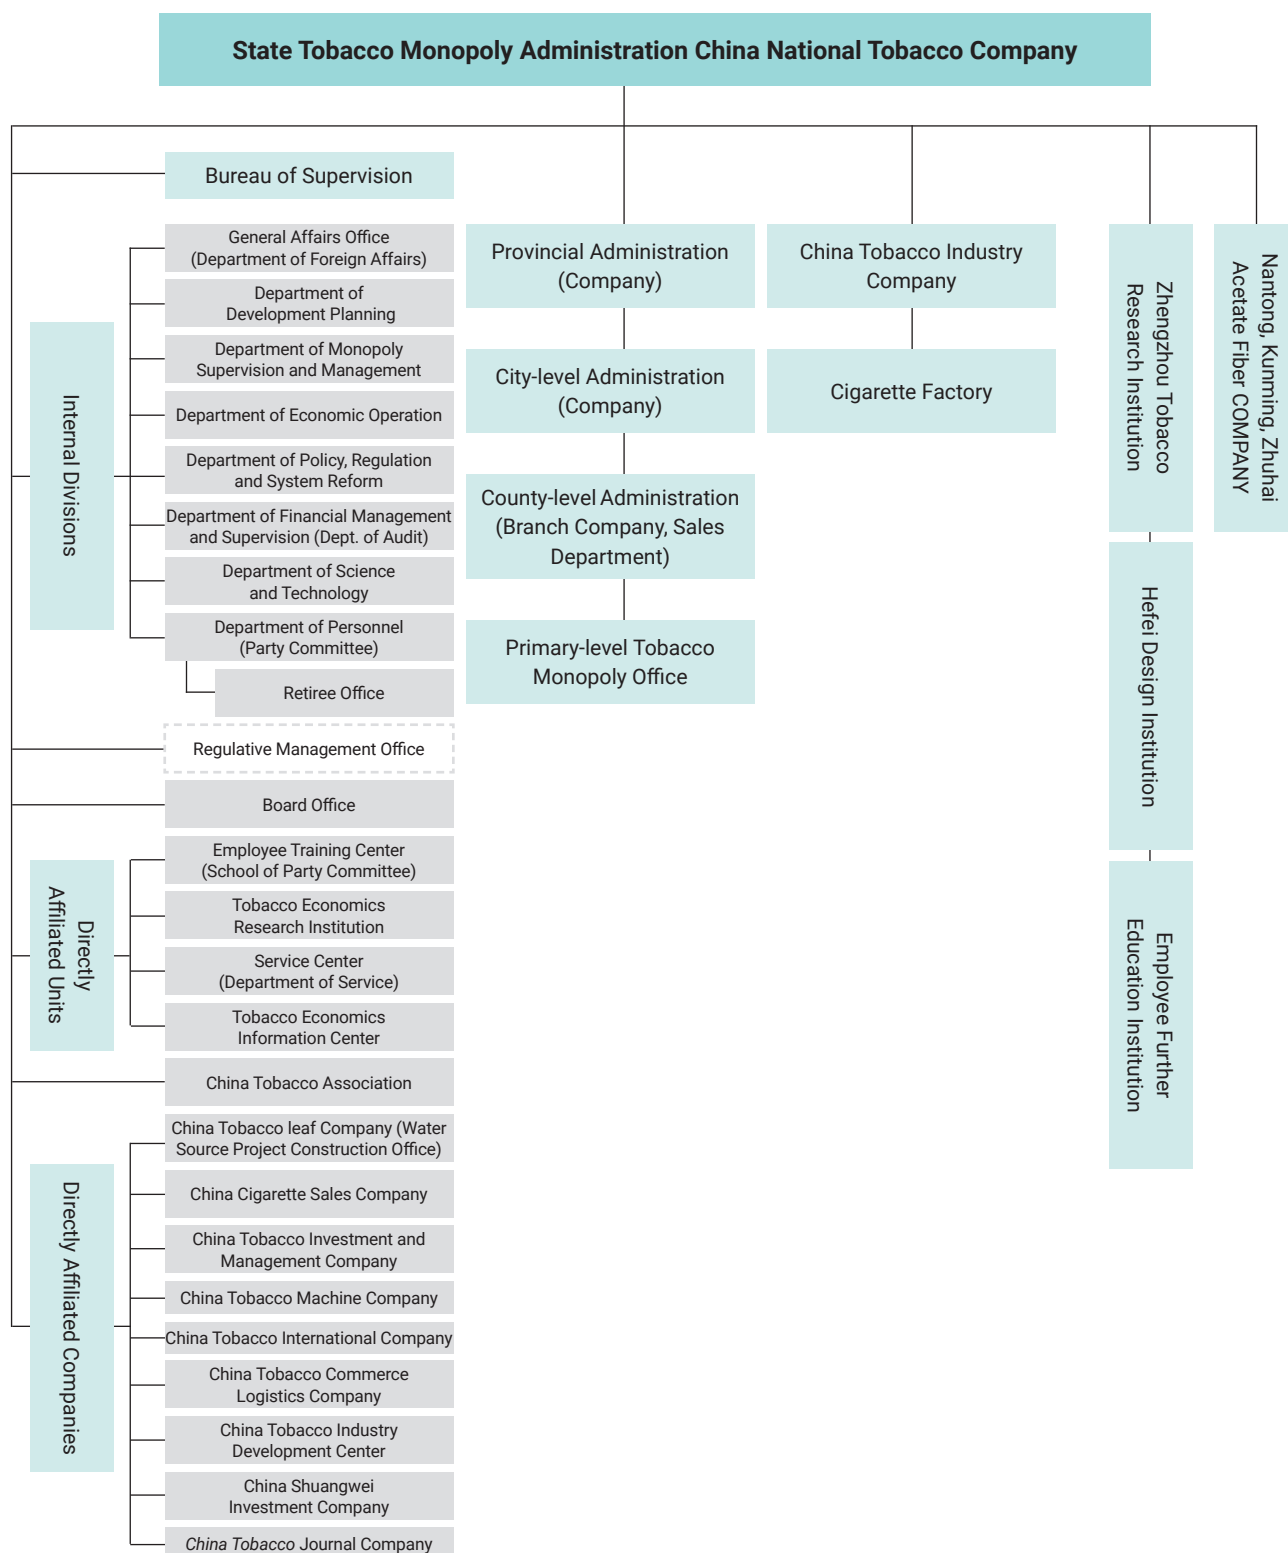 State Tobacco Monopoly Administration China National Tobacco Company
Bureau of Supervision
Internal Divisions
General Affairs Office
(Department of Foreign Affairs)
Department of
Development Planning
Department of Monopoly
Supervision and Management
Department of Economic Operation
Department of Policy, Regulation
and System Reform
Department of Financial Management
and Supervision (Dept. of Audit)
Department of Science
and Technology
Department of Personnel
(Party Committee)
Retiree Office
Regulative Management Office
Board Office
Directly
Affiliated Units
Employee Training Center
(School of Party Committee)
Tobacco Economics
Research Institution
Service Center
(Department of Service)
Tobacco Economics
Information Center
China Tobacco Association
Directly Affiliated Companies
China Tobacco leaf Company (Water
Source Project Construction Office)
China Cigarette Sales Company
China Tobacco Investment and
Management Company
China Tobacco Machine Company
China Tobacco International Company
China Tobacco Commerce
Logistics Company
China Tobacco Industry
Development Center
China Shuangwei
Investment Company
China Tobacco Journal Company
Provincial Administration
(Company)
City-level Administration
(Company)
County-level Administration
(Branch Company, Sales
Department)
Primary-level Tobacco
Monopoly Office
China Tobacco Industry
Company
Cigarette Factory
Zhengzhou Tobacco
Research Institution
Hefei Design Institution
Employee Further
Education Institution
Nantong, Kunming, Zhuhai
Acetate Fiber COMPANY